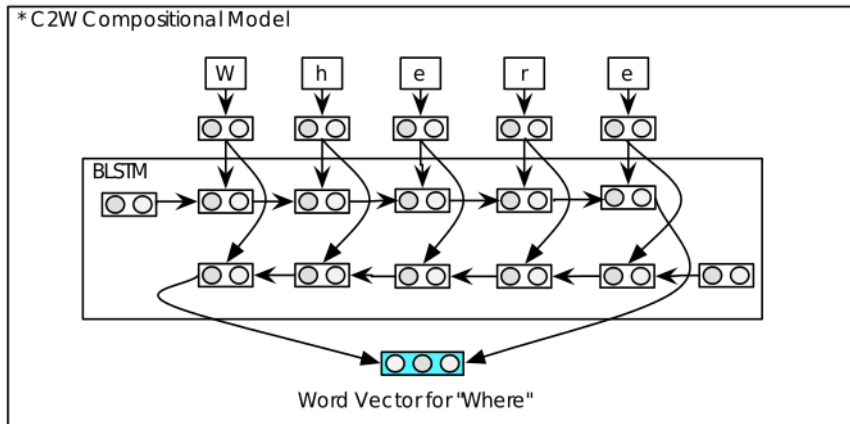 * C2W Compositional Model
W h e r e
BLSTM
Word Vector for "Where"